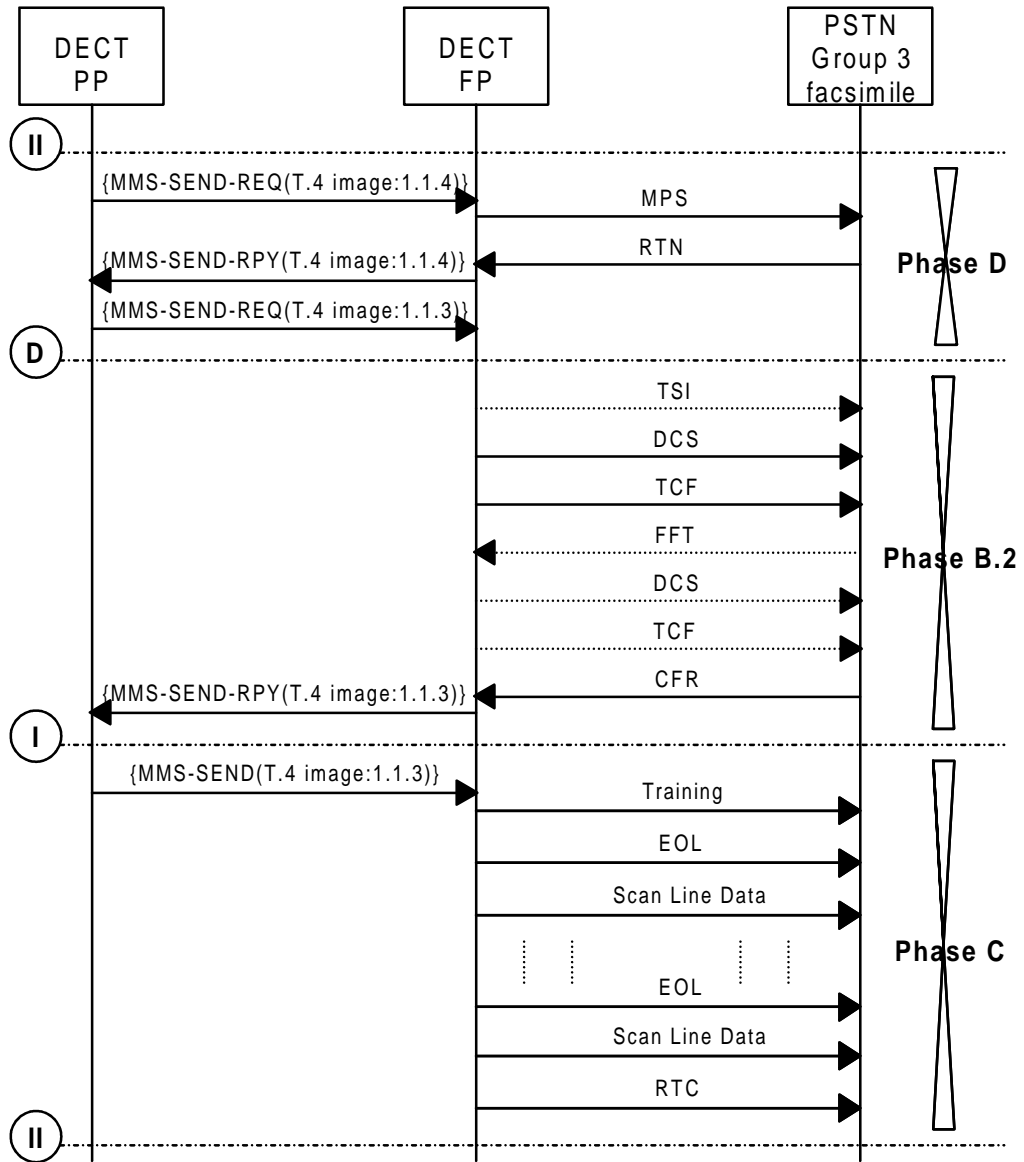 DECT
PP
DECT
FP
PSTN
Group 3
facsimile
II
{MMS-SEND-REQ(T.4 image:1.1.4)}
MPS
RTN
{MMS-SEND-RPY(T.4 image:1.1.4)}
Phase D
{MMS-SEND-REQ(T.4 image:1.1.3)}
D
TSI
DCS
TCF
FFT
Phase B.2
DCS
TCF
CFR
{MMS-SEND-RPY(T.4 image:1.1.3)}
I
{MMS-SEND(T.4 image:1.1.3)}
Training
EOL
Scan Line Data
Phase C
EOL
Scan Line Data
RTC
II